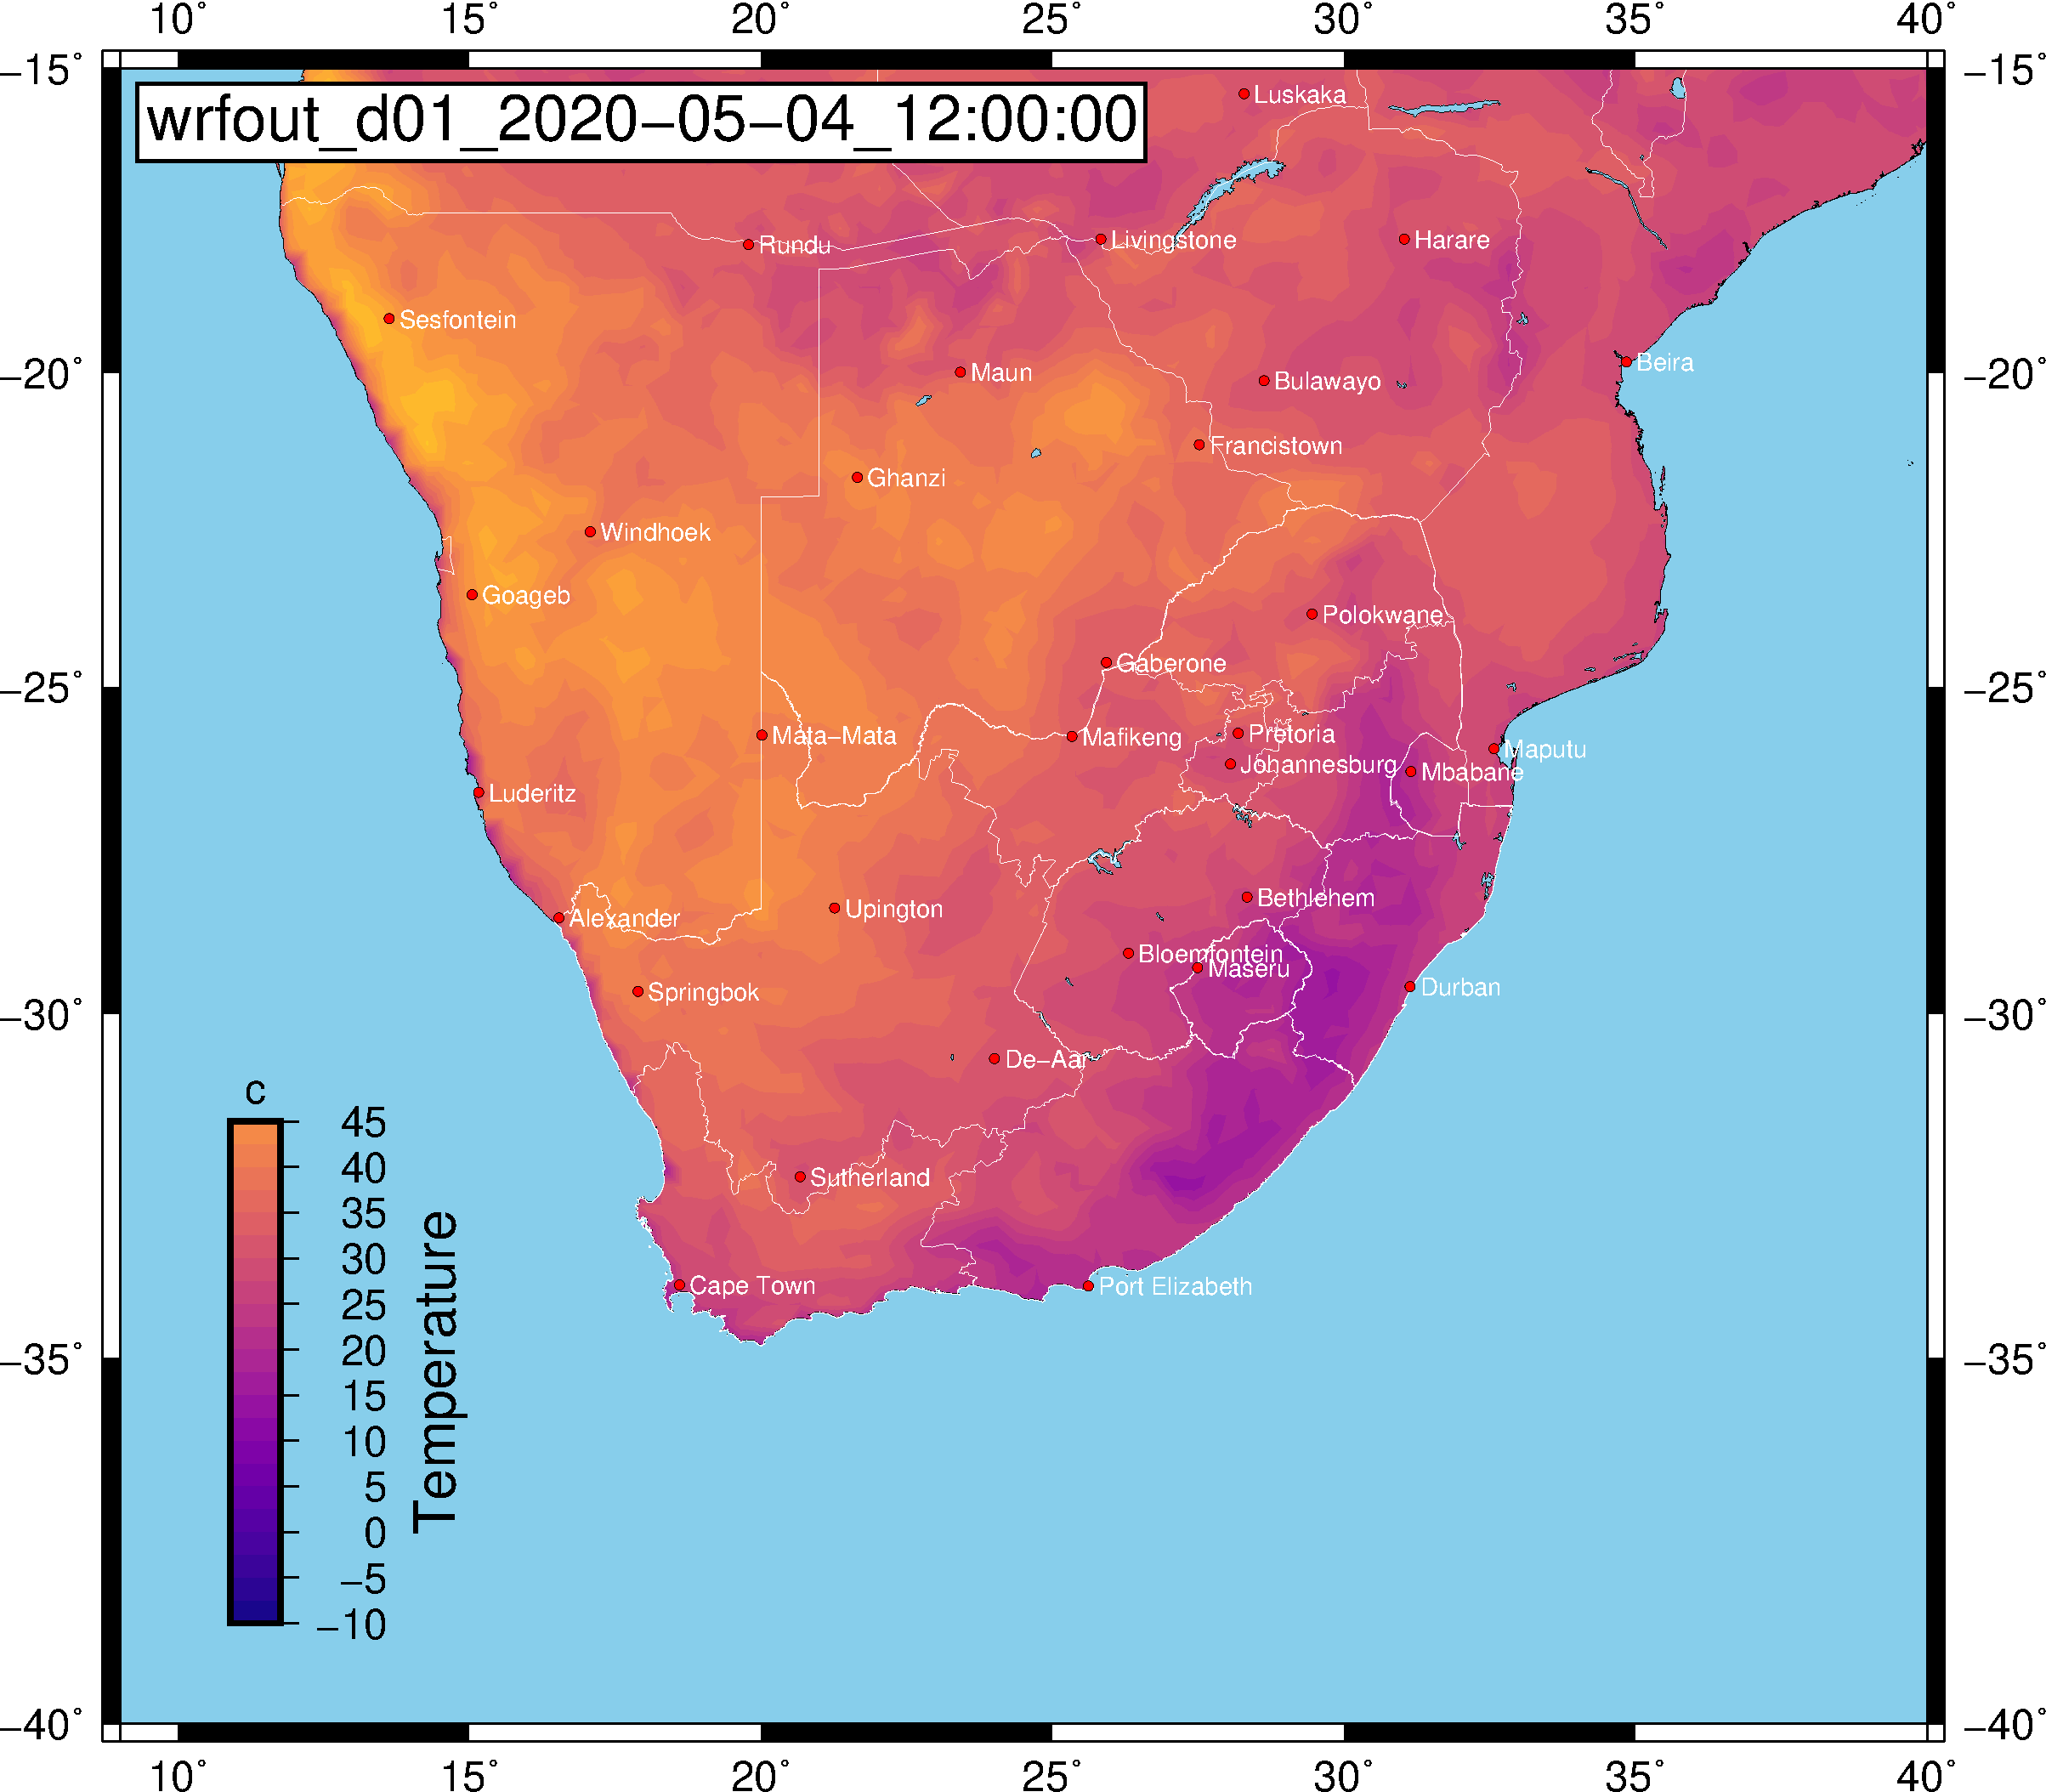 10° 15° 20° 25° 30° 35° 40°
−15° −15°
wrfout_d01_2020−05−04_12:00:00
Luskaka
Rundu
Livingstone
Harare
Sesfontein
Beira
−20° −20°
Maun
Bulawayo
Francistown
Ghanzi
Windhoek
Goageb
Polokwane
Gaberone
−25° −25°
Mata−Mata
Mafikeng
Pretoria
Maputu
Johannesburg
Mbabane
Luderitz
Bethlehem
Upington
Alexander
Bloemfontein
Maseru
Durban
Springbok
−30° −30°
De−Aar
Sutherland
Cape Town
Port Elizabeth
c
45
40
35
30
25
20
15
10
5
0
−5
−10
Temperature
−35° −35°
−40° −40°
10° 15° 20° 25° 30° 35° 40°